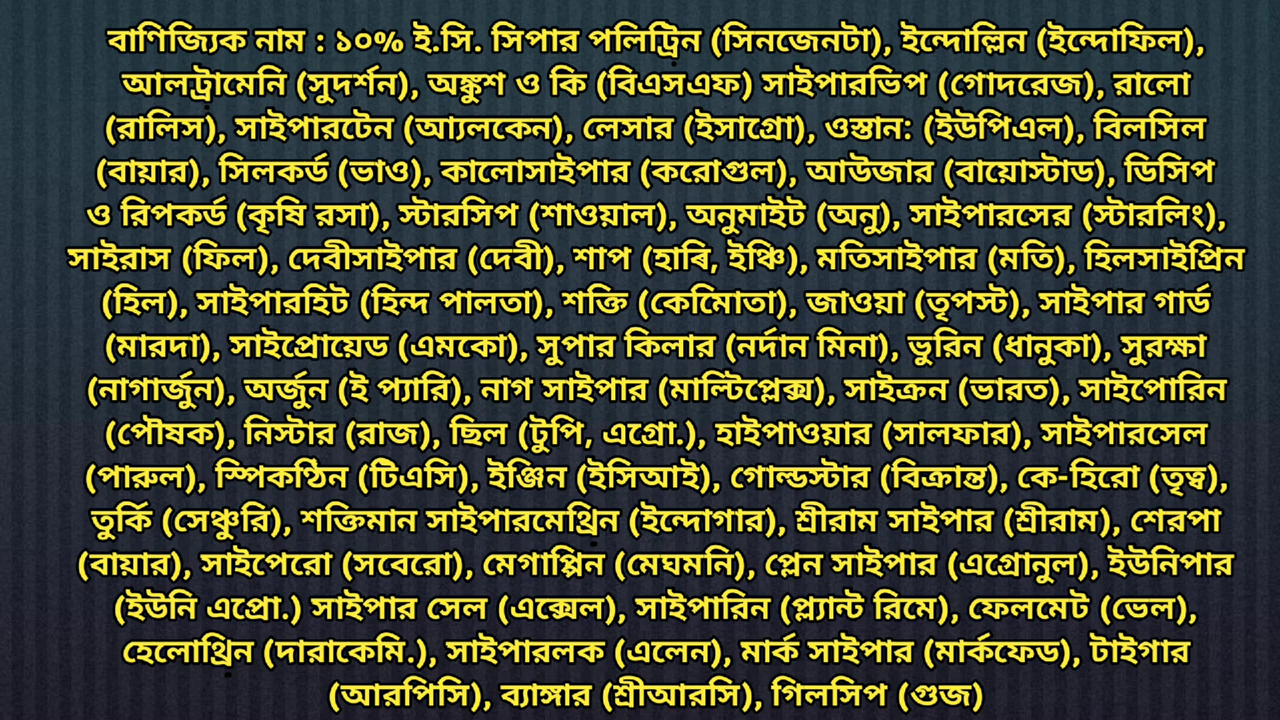 বাণিজ্যিক নাম : ১০% ই.সি. সিপার পলিট্রিন (সিনজেনটা), ইন্দোল্লিন (ইন্দোফিল),
আলট্রামেনি (সুদর্শন), অঙ্কুশ ও কি (বিএসএফ) সাইপারভিপ (গোদরেজ), রালো
(রালিস), সাইপারটেন (আ্যলকেন), লেসার (ইসাগ্রো), ওস্তান: (ইউপিএল), বিলসিল
(বায়ার), সিলকর্ড (ভাও), কালোসাইপার (করোগুল), আউজার (বায়োস্টাড), ডিসিপ
ও রিপকর্ড (কৃষি রসা), স্টারসিপ (শাওয়াল), অনুমাইট (অনু), সাইপারসের (স্টারলিং),
সাইরাস (ফিল), দেবীসাইপার (দেবী), শাপ (হাৰি, ইঞ্চি), মতিসাইপার (মতি), হিলসাইপ্রিন
(হিল), সাইপারহিট (হিন্দ পালতা), শক্তি (কেমিোতা), জাওয়া (তৃপস্ট), সাইপার গার্ড
(মারদা), সাইপ্রোয়েড (এমকো), সুপার কিলার (নর্দান মিনা), ভুরিন (ধানুকা), সুরক্ষা
(নাগার্জুন), অর্জুন (ই প্যারি), নাগ সাইপার (মাল্টিপ্লেক্স), সাইক্রন (ভারত), সাইপোরিন
(পৌষক), নিস্টার (রাজ), ছিল (টুপি, এগ্রো.), হাইপাওয়ার (সালফার), সাইপারসেল
(পারুল), স্পিকণ্ঠিন (টিএসি), ইঞ্জিন (ইসিআই), গোল্ডস্টার (বিক্রান্ত), কে-হিরো (তৃত্ব),
তুর্কি (সেঞ্চুরি), শক্তিমান সাইপারমেথ্রিন (ইন্দোগার), শ্রীরাম সাইপার (শ্রীরাম), শেরপা
(বায়ার), সাইপেরো (সবেরো), মেগাপ্পিন (মেঘমনি), প্লেন সাইপার (এগ্রোনুল), ইউনিপার
(ইউনি এপ্রো.) সাইপার সেল (এক্সেল), সাইপারিন (প্ল্যান্ট রিমে), ফেলমেট (ভেল),
হেলোথ্রিন (দারাকেমি.), সাইপারলক (এলেন), মার্ক সাইপার (মার্কফেড), টাইগার
(আরপিসি), ব্যাঙ্গার (শ্রীআরসি), গিলসিপ (গুজ)